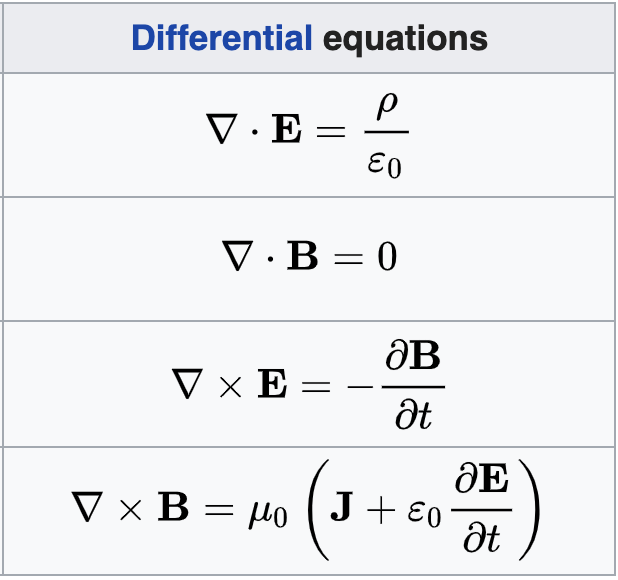 Differential equations
∇ · E = ρ / ε₀
∇ · B = 0
∇ × E = − ∂B / ∂t
∇ × B = μ₀ ( J + ε₀ ∂E / ∂t )